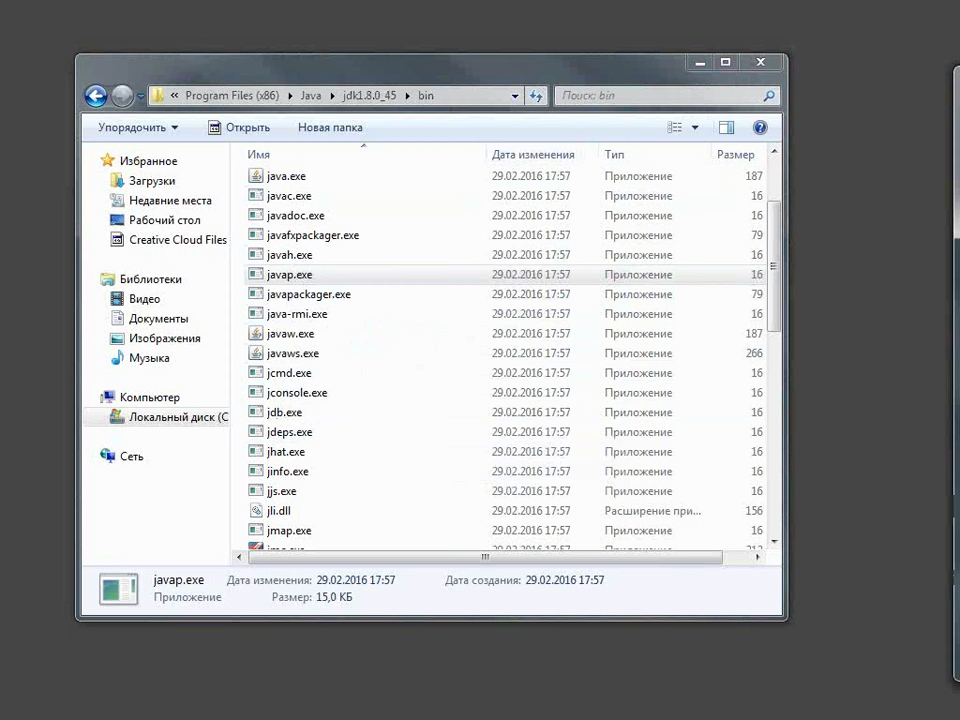 « Program Files (x86) Java jdk1.8.0_45 bin Поиск: bin
Упорядочить Открыть Новая папка
Имя Дата изменения Тип Размер
Избранное
Загрузки
Недавние места
Рабочий стол
Creative Cloud Files
Библиотеки
Видео
Документы
Изображения
Музыка
Компьютер
Локальный диск (C
Сеть
java.exe 29.02.2016 17:57 Приложение 187
javac.exe 29.02.2016 17:57 Приложение 16
javadoc.exe 29.02.2016 17:57 Приложение 16
javafxpackager.exe 29.02.2016 17:57 Приложение 79
javah.exe 29.02.2016 17:57 Приложение 16
javap.exe 29.02.2016 17:57 Приложение 16
javapackager.exe 29.02.2016 17:57 Приложение 79
java-rmi.exe 29.02.2016 17:57 Приложение 16
javaw.exe 29.02.2016 17:57 Приложение 187
javaws.exe 29.02.2016 17:57 Приложение 266
jcmd.exe 29.02.2016 17:57 Приложение 16
jconsole.exe 29.02.2016 17:57 Приложение 16
jdb.exe 29.02.2016 17:57 Приложение 16
jdeps.exe 29.02.2016 17:57 Приложение 16
jhat.exe 29.02.2016 17:57 Приложение 16
jinfo.exe 29.02.2016 17:57 Приложение 16
jjs.exe 29.02.2016 17:57 Приложение 16
jli.dll 29.02.2016 17:57 Расширение при... 156
jmap.exe 29.02.2016 17:57 Приложение 16
javap.exe Дата изменения: 29.02.2016 17:57 Дата создания: 29.02.2016 17:57
Приложение Размер: 15,0 КБ